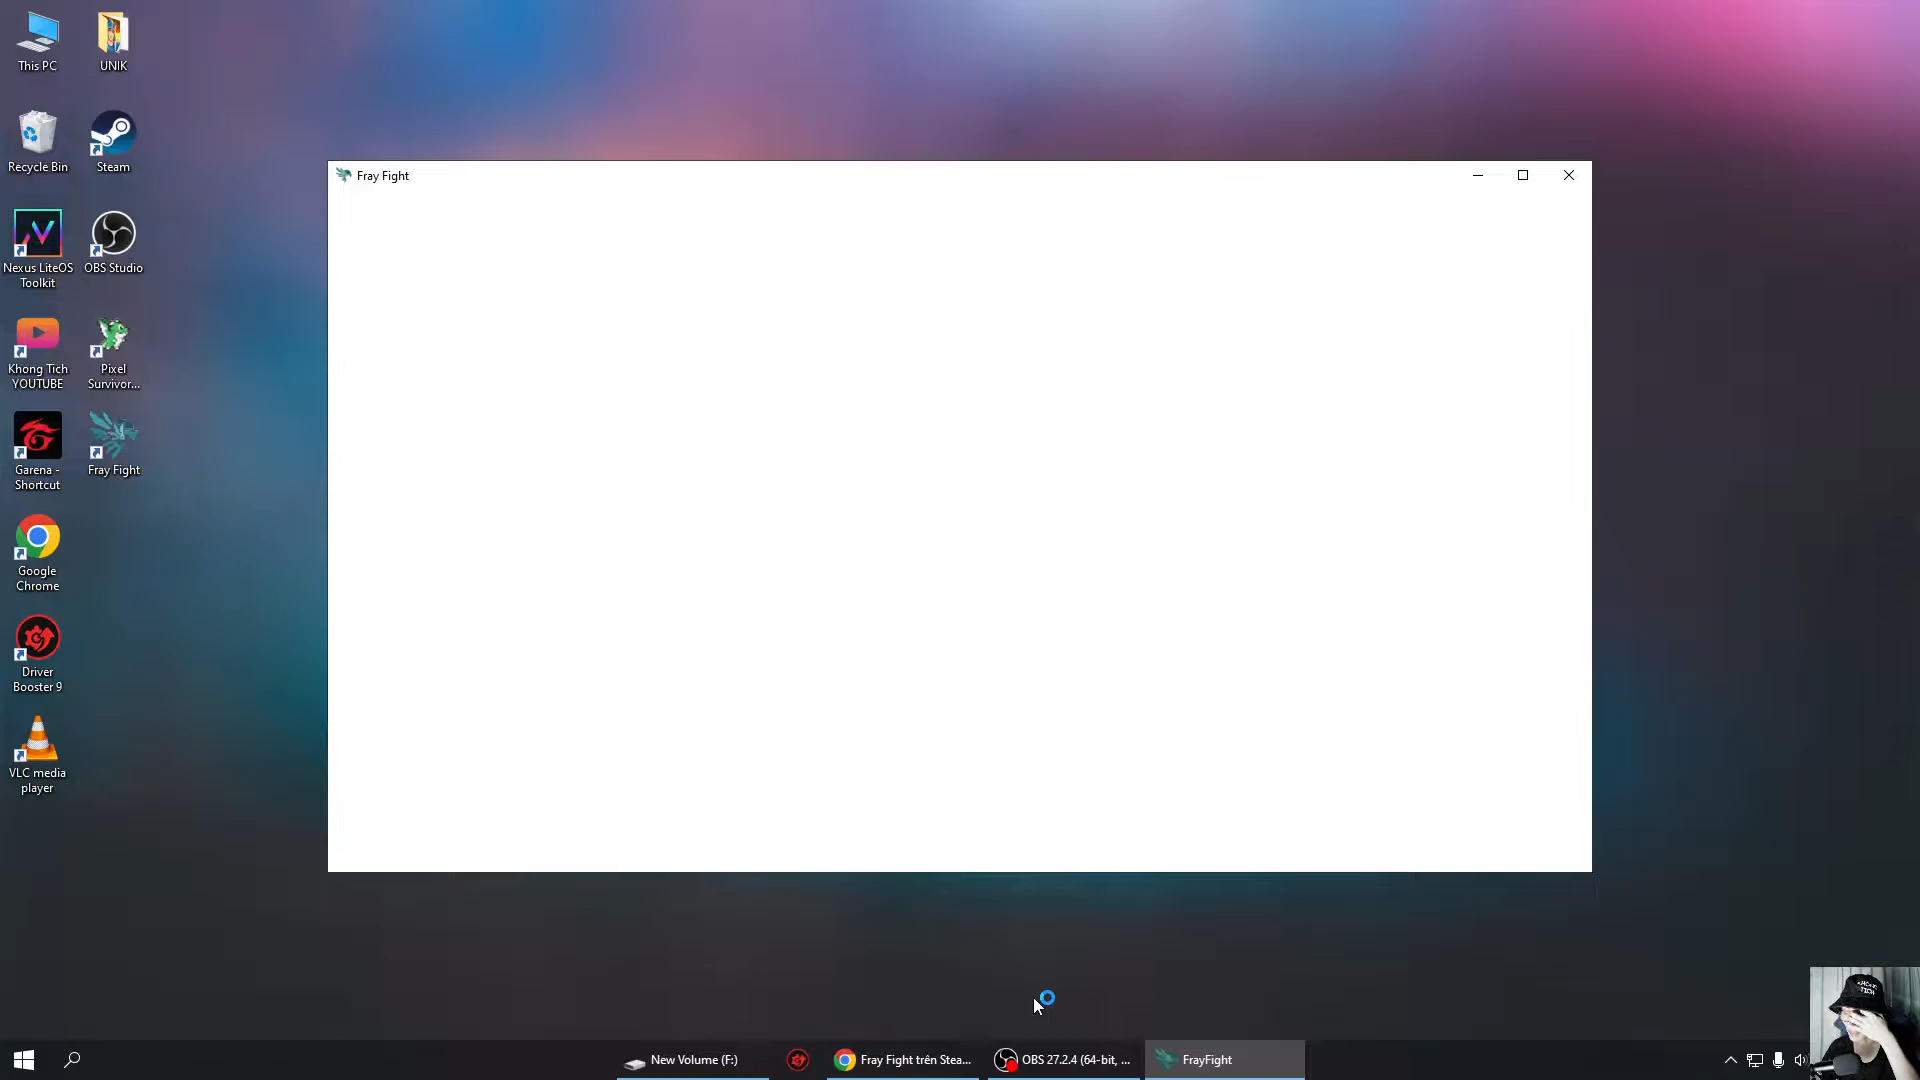 This PC
UNIK
Recycle Bin
Steam
Nexus LiteOS
Toolkit
OBS Studio
Khong Tich
YOUTUBE
Pixel
Survivor...
Garena -
Shortcut
Fray Fight
Google
Chrome
Driver
Booster 9
VLC media
player
Fray Fight
New Volume (F:)
Fray Fight trên Stea...
OBS 27.2.4 (64-bit, ...
FrayFight